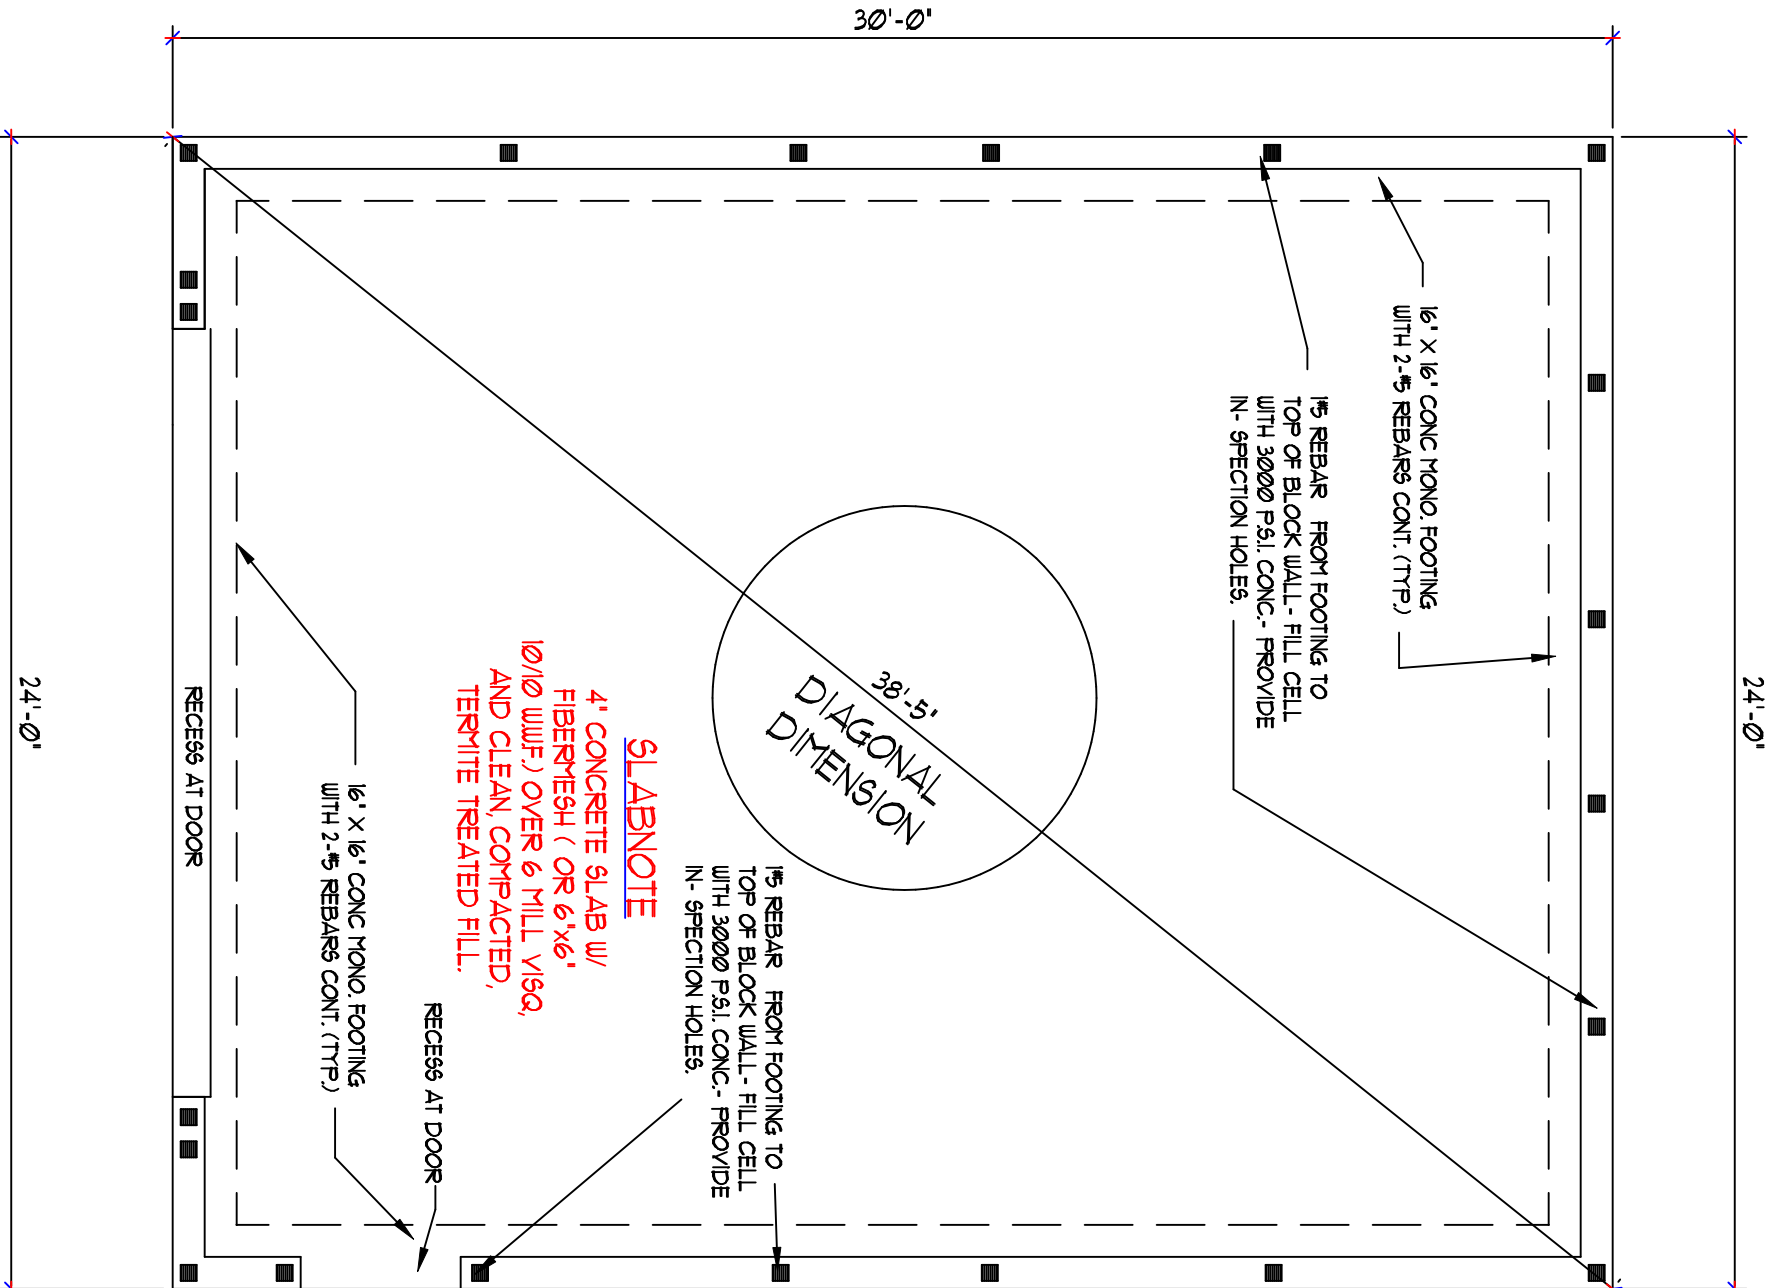 30'-0"
24'-0"
16" X 16" CONC MONO. FOOTING
WITH 2-#5 REBARS CONT. (TYP.)
1#5 REBAR FROM FOOTING TO
TOP OF BLOCK WALL - FILL CELL
WITH 3000 P.S.I. CONC.- PROVIDE
IN- SPECTION HOLES.
38'-5"
DIAGONAL
DIMENSION
1#5 REBAR FROM FOOTING TO
TOP OF BLOCK WALL - FILL CELL
WITH 3000 P.S.I. CONC.- PROVIDE
IN- SPECTION HOLES.
SLABNOTE
4" CONCRETE SLAB W/
FIBERMESH ( OR 6"x6"
10/10 W.W.F.) OVER 6 MILL VISQ,
AND CLEAN, COMPACTED,
TERMITE TREATED FILL.
RECESS AT DOOR
16" X 16" CONC MONO. FOOTING
WITH 2-#5 REBARS CONT. (TYP.)
RECESS AT DOOR
24'-0"